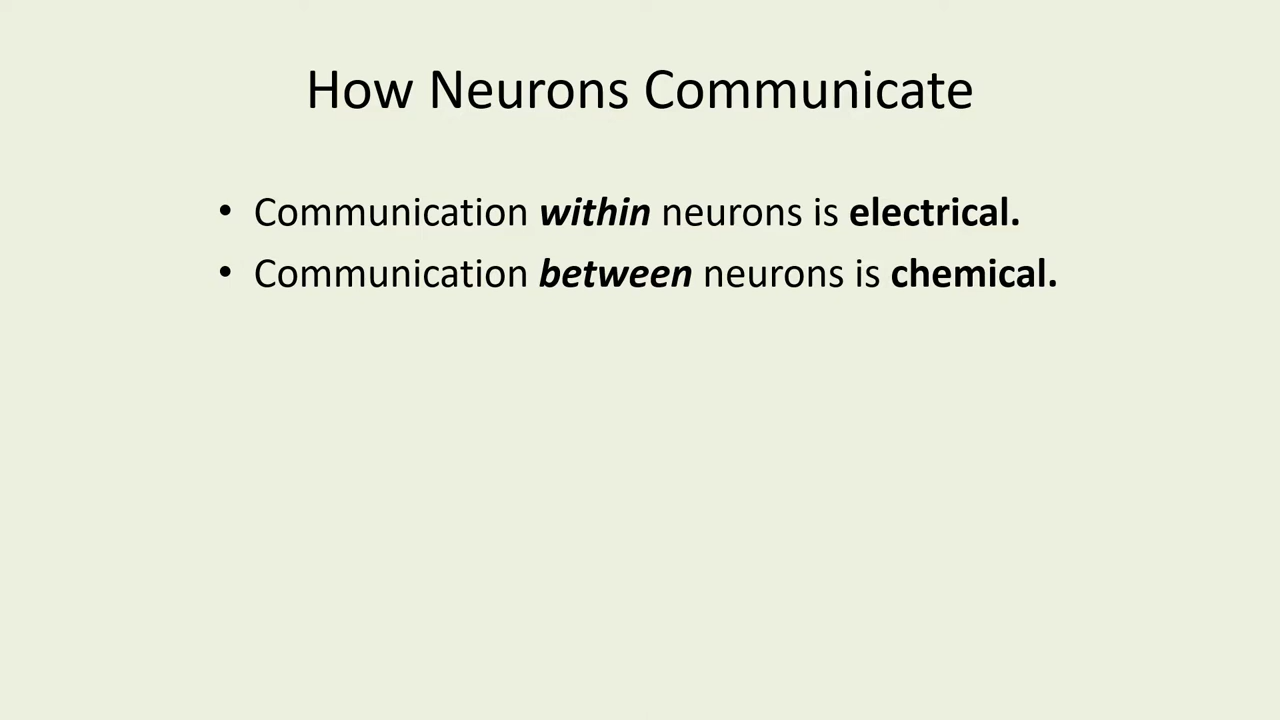 How Neurons Communicate
• Communication within neurons is electrical.
• Communication between neurons is chemical.